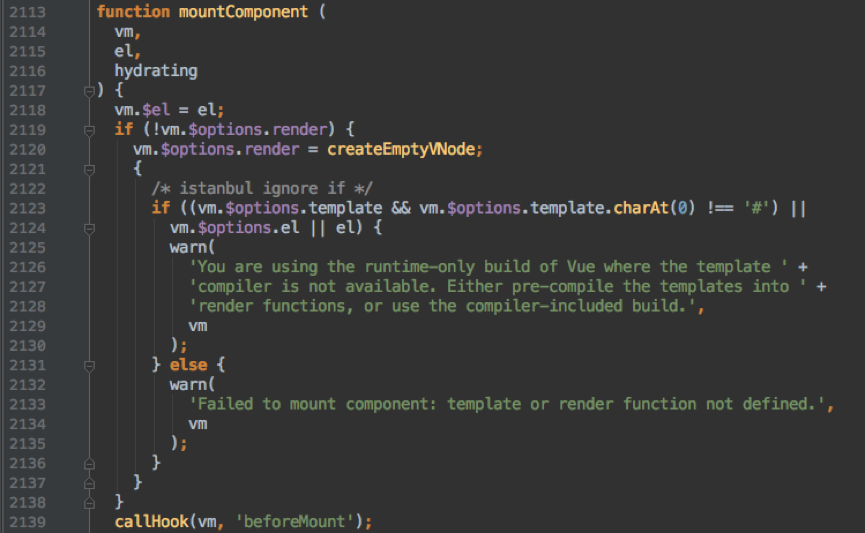 2113 function mountComponent (
2114 vm,
2115 el,
2116 hydrating
2117 ) {
2118 vm.$el = el;
2119 if (!vm.$options.render) {
2120 vm.$options.render = createEmptyVNode;
2121 {
2122 /* istanbul ignore if */
2123 if ((vm.$options.template && vm.$options.template.charAt(0) !== '#') ||
2124 vm.$options.el || el) {
2125 warn(
2126 'You are using the runtime-only build of Vue where the template ' +
2127 'compiler is not available. Either pre-compile the templates into ' +
2128 'render functions, or use the compiler-included build.',
2129 vm
2130 );
2131 } else {
2132 warn(
2133 'Failed to mount component: template or render function not defined.',
2134 vm
2135 );
2136 }
2137 }
2138 }
2139 callHook(vm, 'beforeMount');